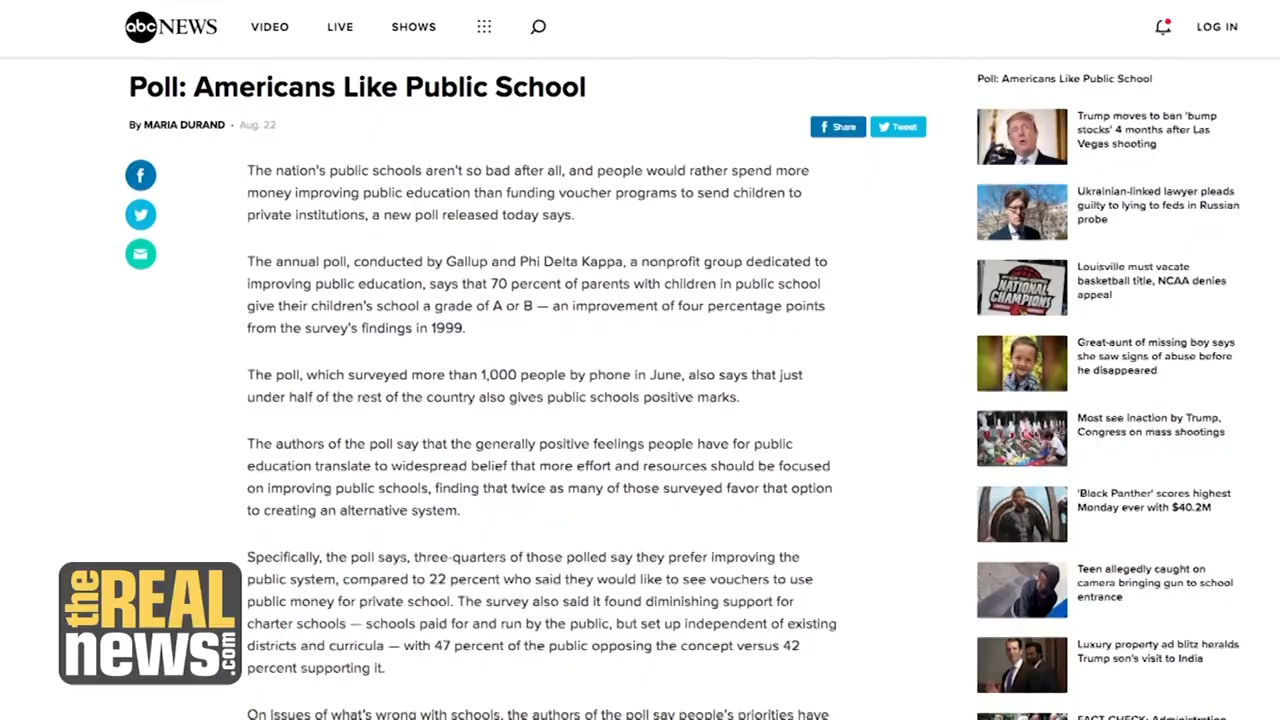 abc NEWS
VIDEO
LIVE
SHOWS
LOG IN
Poll: Americans Like Public School
By MARIA DURAND • Aug. 22
Share
Tweet
The nation's public schools aren't so bad after all, and people would rather spend more
money improving public education than funding voucher programs to send children to
private institutions, a new poll released today says.
The annual poll, conducted by Gallup and Phi Delta Kappa, a nonprofit group dedicated to
improving public education, says that 70 percent of parents with children in public school
give their children's school a grade of A or B — an improvement of four percentage points
from the survey's findings in 1999.
The poll, which surveyed more than 1,000 people by phone in June, also says that just
under half of the rest of the country also gives public schools positive marks.
The authors of the poll say that the generally positive feelings people have for public
education translate to widespread belief that more effort and resources should be focused
on improving public schools, finding that twice as many of those surveyed favor that option
to creating an alternative system.
Specifically, the poll says, three-quarters of those polled say they prefer improving the
public system, compared to 22 percent who said they would like to see vouchers to use
public money for private school. The survey also said it found diminishing support for
charter schools — schools paid for and run by the public, but set up independent of existing
districts and curricula — with 47 percent of the public opposing the concept versus 42
percent supporting it.
On issues of what's wrong with schools, the authors of the poll say people's priorities have
Poll: Americans Like Public School
Trump moves to ban 'bump
stocks' 4 months after Las
Vegas shooting
Ukrainian-linked lawyer pleads
guilty to lying to feds in Russian
probe
NATIONAL
CHAMPIONS
Louisville must vacate
basketball title, NCAA denies
appeal
Great-aunt of missing boy says
she saw signs of abuse before
he disappeared
Most see inaction by Trump,
Congress on mass shootings
'Black Panther' scores highest
Monday ever with $40.2M
Teen allegedly caught on
camera bringing gun to school
entrance
Luxury property ad blitz heralds
Trump son's visit to India
FACT CHECK: Administration
the REAL
news.com